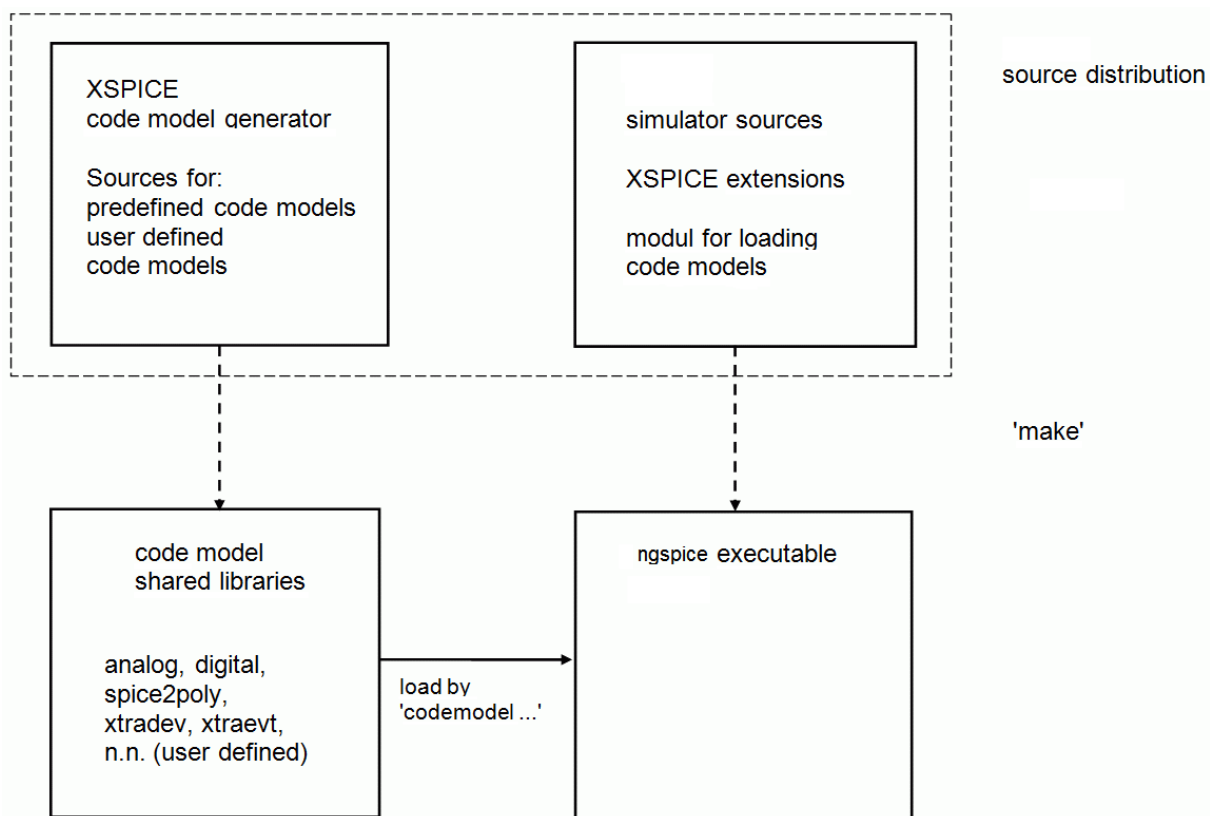 XSPICE
code model generator
Sources for:
predefined code models
user defined
code models
simulator sources
XSPICE extensions
modul for loading
code models
source distribution
'make'
code model
shared libraries
analog, digital,
spice2poly,
xtradev, xtraevt,
n.n. (user defined)
load by
'codemodel ...'
ngspice executable